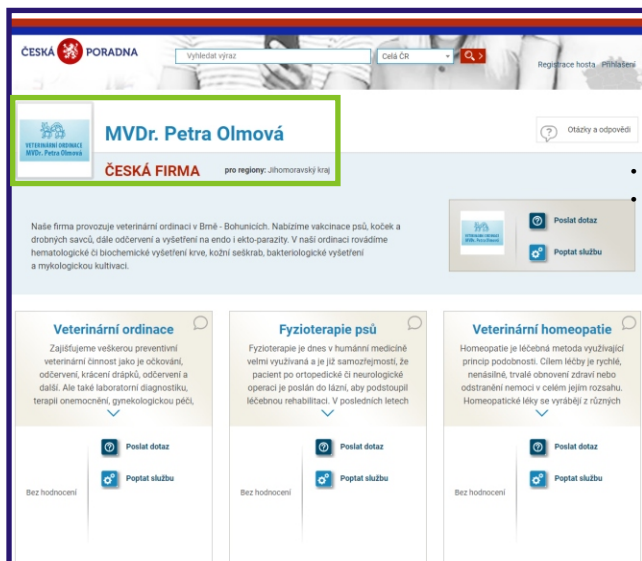 ČESKÁ PORADNA
Vyhledat výraz
Celá ČR
Registrace hosta Přihlášení
VETERINÁRNÍ ORDINACE
MVDr. Petra Olmová
MVDr. Petra Olmová
ČESKÁ FIRMA
pro regiony: Jihomoravský kraj
Otázky a odpovědi
Naše firma provozuje veterinární ordinaci v Brně - Bohunicích. Nabízíme vakcinace psů, koček a
drobných savců, dále odčervení a vyšetření na endo i ekto-parazity. V naší ordinaci rovádíme
hematologické či biochemické vyšetření krve, kožní seškrab, bakteriologické vyšetření
a mykologickou kultivaci.
VETERINÁRNÍ ORDINACE
MVDr. Petra Olmová
Poslat dotaz
Poptat službu
Veterinární ordinace
Zajišťujeme veškerou preventivní
veterinární činnost jako je očkování,
odčervení, krácení drápků, odčervení a
další. Ale také laboratorní diagnostiku,
terapii onemocnění, gynekologickou péči,
Poslat dotaz
Poptat službu
Bez hodnocení
Fyzioterapie psů
Fyzioterapie je dnes v humánní medicíně
velmi využívaná a je již samozřejmostí, že
pacient po ortopedické či neurologické
operaci je poslán do lázní, aby podstoupil
léčebnou rehabilitaci. V posledních letech
Poslat dotaz
Poptat službu
Bez hodnocení
Veterinární homeopatie
Homeopatie je léčebná metoda využívající
princip podobnosti. Cílem léčby je rychlé,
nenásilné, trvalé obnovení zdraví nebo
odstranění nemoci v celém jejím rozsahu.
Homeopatické léky se vyrábějí z různých
Poslat dotaz
Poptat službu
Bez hodnocení